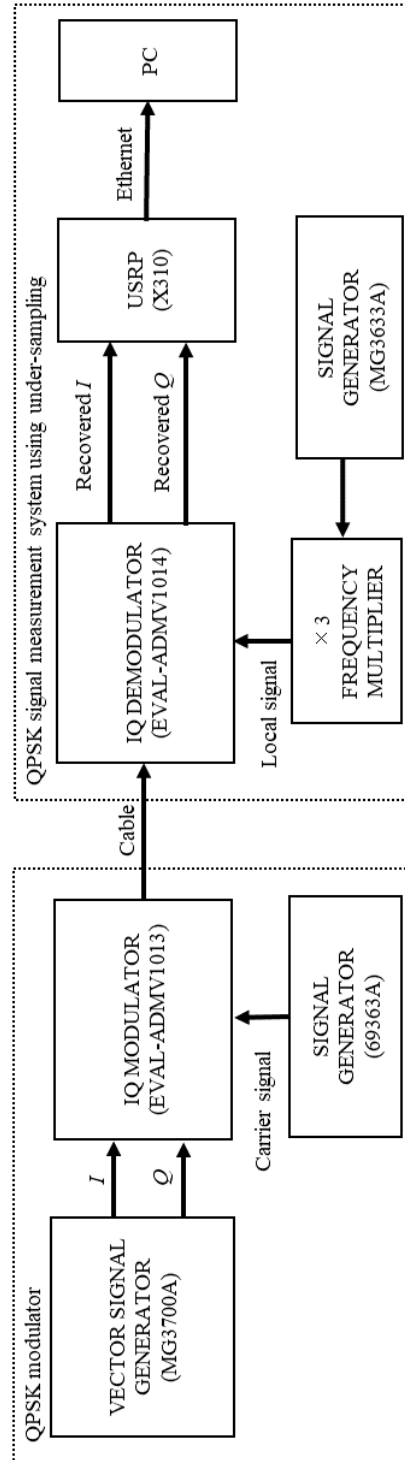 QPSK modulator
VECTOR SIGNAL
GENERATOR
(MG3700A)
I
Q
IQ MODULATOR
(EVAL-ADMV1013)
Carrier signal
SIGNAL
GENERATOR
(69363A)
Cable
QPSK signal measurement system using under-sampling
IQ DEMODULATOR
(EVAL-ADMV1014)
Recovered I
Recovered Q
USRP
(X310)
Ethernet
PC
Local signal
× 3
FREQUENCY
MULTIPLIER
SIGNAL
GENERATOR
(MG3633A)